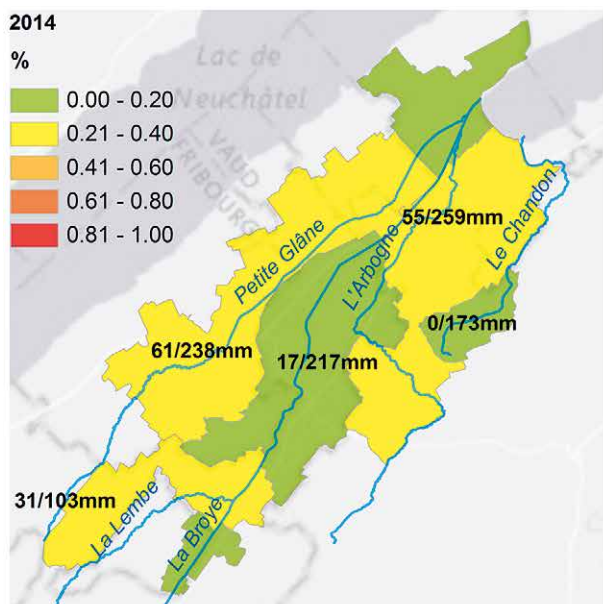 2014
%
0.00 - 0.20
0.21 - 0.40
0.41 - 0.60
0.61 - 0.80
0.81 - 1.00
Lac de
Neuchâtel
VAUD
FRIBOURG
Petite Glâne
L'Arbogne
Le Chandon
55/259mm
0/173mm
61/238mm
17/217mm
31/103mm
La Lembe
La Broye